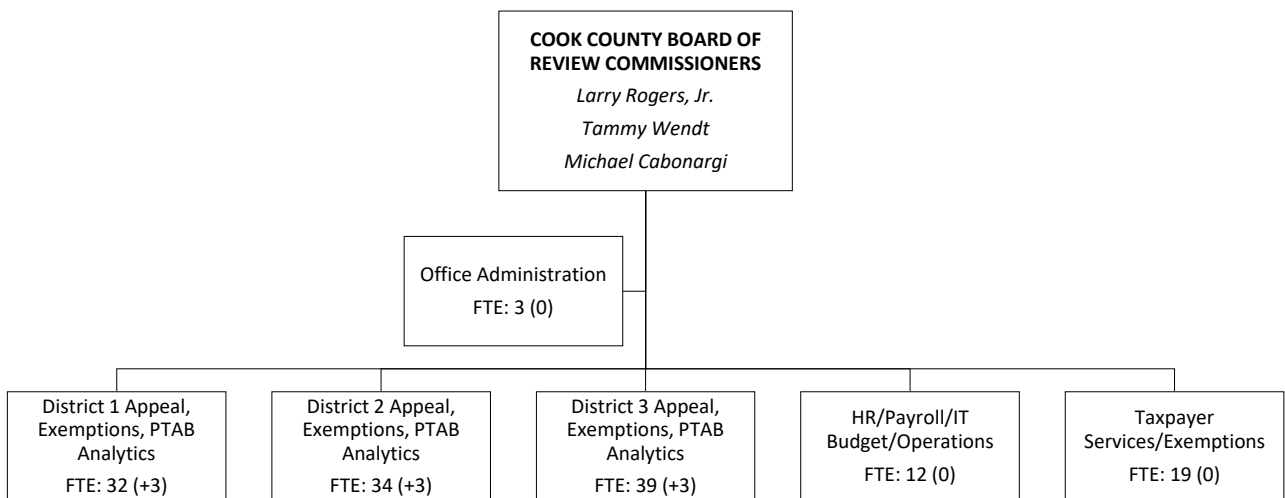 COOK COUNTY BOARD OF
REVIEW COMMISSIONERS
Larry Rogers, Jr.
Tammy Wendt
Michael Cabonargi
Office Administration
FTE: 3 (0)
District 1 Appeal,
Exemptions, PTAB
Analytics
FTE: 32 (+3)
District 2 Appeal,
Exemptions, PTAB
Analytics
FTE: 34 (+3)
District 3 Appeal,
Exemptions, PTAB
Analytics
FTE: 39 (+3)
HR/Payroll/IT
Budget/Operations
FTE: 12 (0)
Taxpayer
Services/Exemptions
FTE: 19 (0)